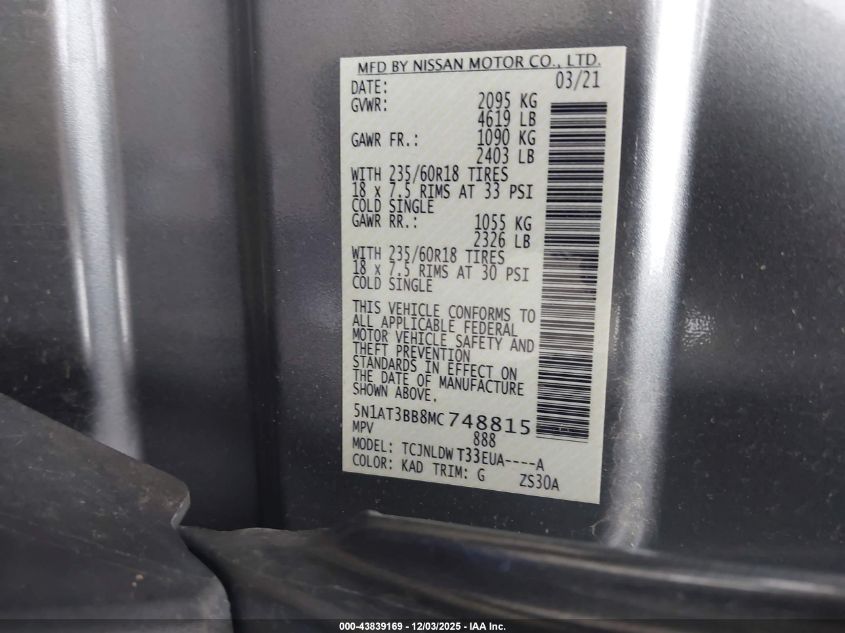 MFD BY NISSAN MOTOR CO., LTD.
DATE: 03/21
GVWR: 2095 KG
4619 LB
GAWR FR.: 1090 KG
2403 LB
WITH 235/60R18 TIRES
18 x 7.5 RIMS AT 33 PSI
COLD SINGLE
GAWR RR.: 1055 KG
2326 LB
WITH 235/60R18 TIRES
18 x 7.5 RIMS AT 30 PSI
COLD SINGLE
THIS VEHICLE CONFORMS TO
ALL APPLICABLE FEDERAL
MOTOR VEHICLE SAFETY AND
THEFT PREVENTION
STANDARDS IN EFFECT ON
THE DATE OF MANUFACTURE
SHOWN ABOVE.
5N1AT3BB8MC748815
MPV 888
MODEL: TCJNLDW T33EUA----A
COLOR: KAD TRIM: G ZS30A
000-43839169 - 12/03/2025 - IAA Inc.